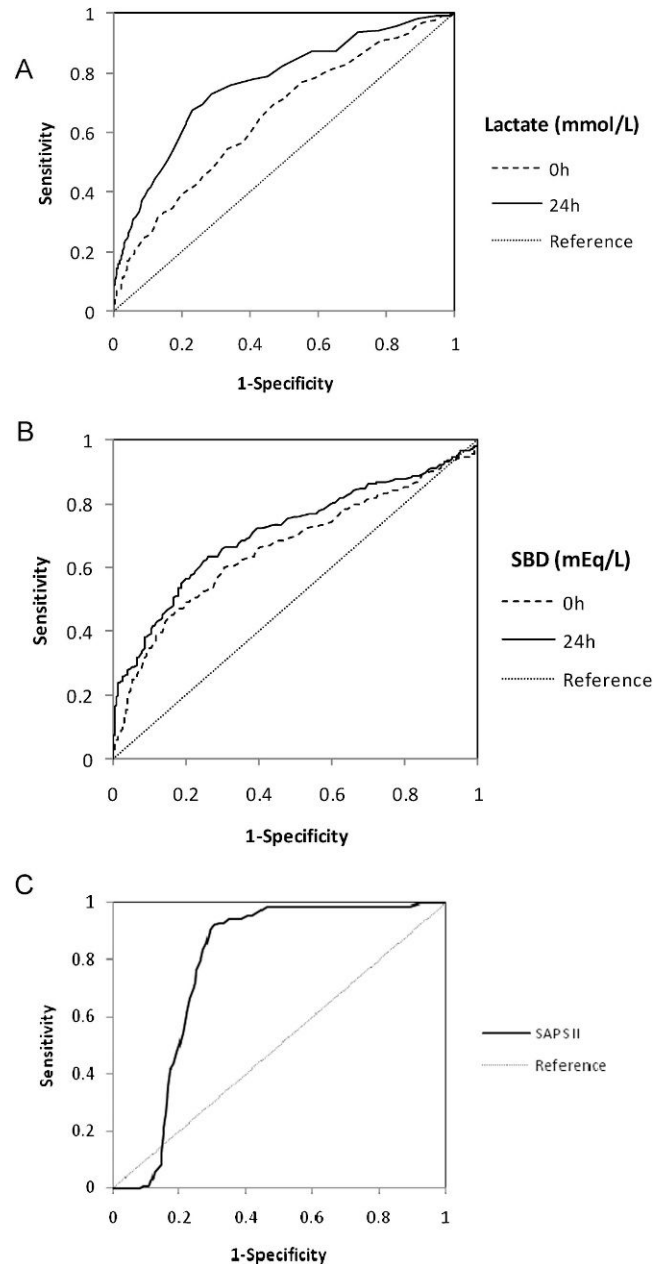 A
1
0.8
0.6
0.4
0.2
0
Sensitivity
0 0.2 0.4 0.6 0.8 1
1-Specificity
Lactate (mmol/L)
0h
24h
Reference
B
1
0.8
0.6
0.4
0.2
0
Sensitivity
0 0.2 0.4 0.6 0.8 1
1-Specificity
SBD (mEq/L)
0h
24h
Reference
C
1
0.8
0.6
0.4
0.2
0
Sensitivity
0 0.2 0.4 0.6 0.8 1
1-Specificity
SAPS II
Reference